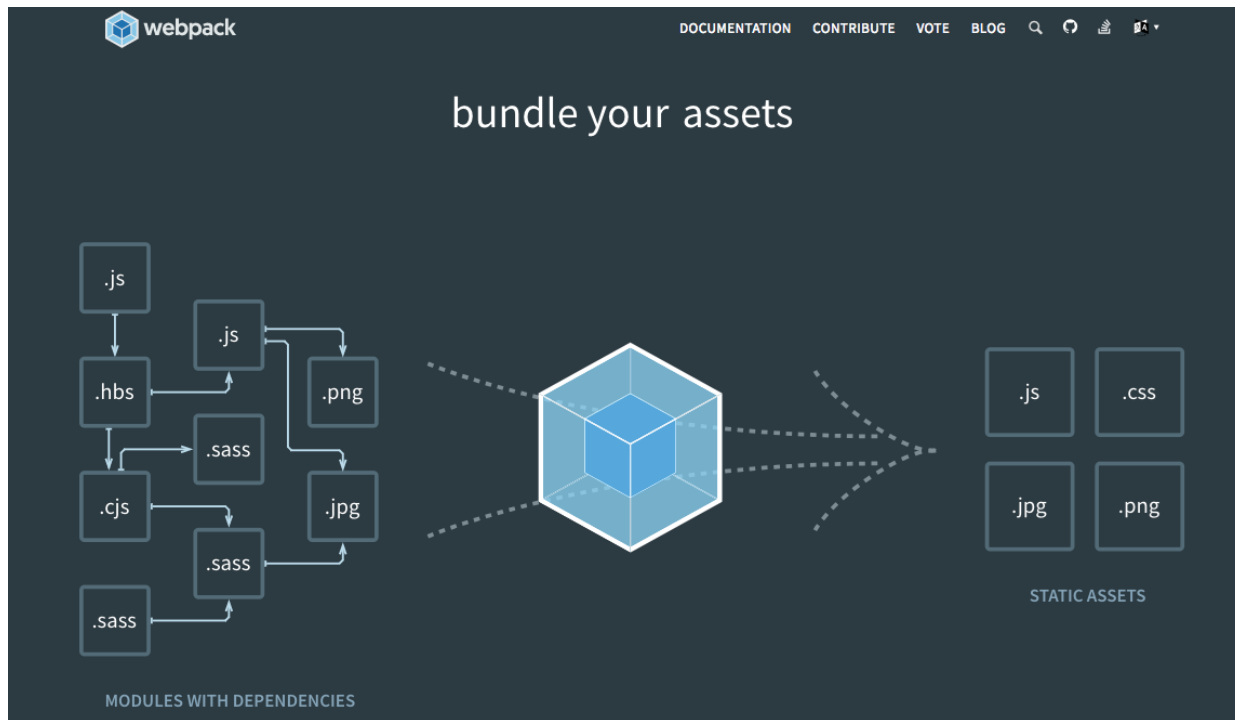 webpack
DOCUMENTATION CONTRIBUTE VOTE BLOG
bundle your assets
.js
.js
.hbs
.png
.sass
.cjs
.jpg
.sass
.sass
MODULES WITH DEPENDENCIES
.js .css
.jpg .png
STATIC ASSETS